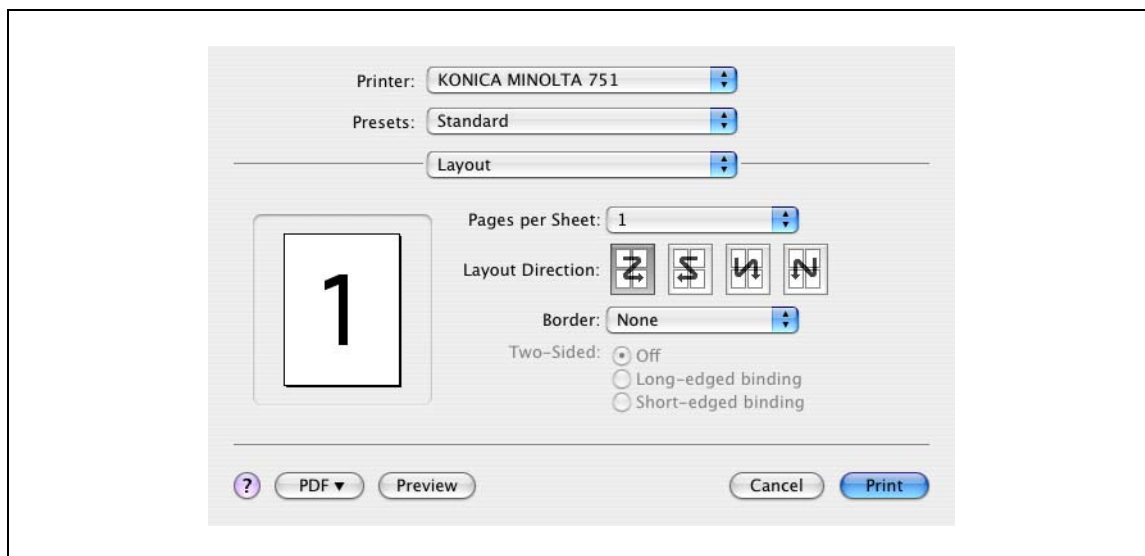 Printer: KONICA MINOLTA 751
Presets: Standard
Layout
Pages per Sheet: 1
1
Layout Direction:
Border: None
Two-Sided: Off
Long-edged binding
Short-edged binding
? PDF ▼ Preview Cancel Print